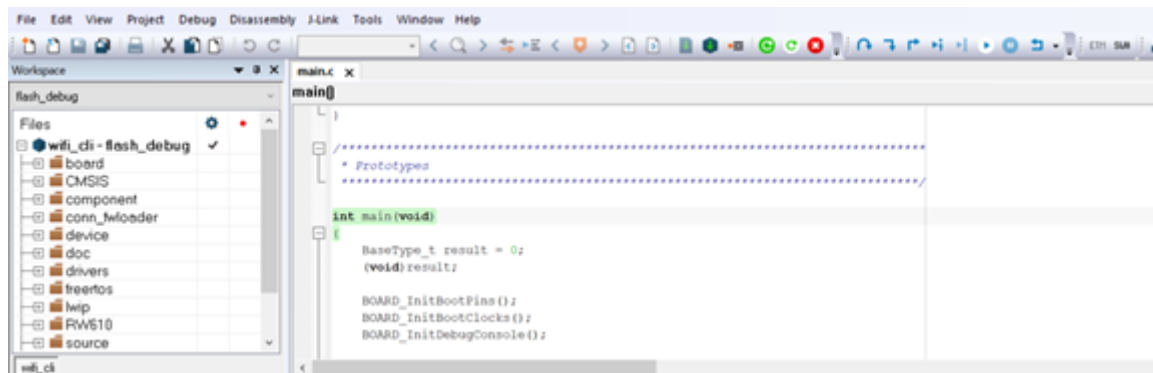 File Edit View Project Debug Disassembly J-Link Tools Window Help
ETM SWO
Workspace
main.c
flash_debug
main()
Files
wifi_cli - flash_debug
board
CMSIS
component
conn_fwloader
device
doc
drivers
freertos
lwip
RW610
source
wifi_cli
}
/******************************************************************************
* Prototypes
******************************************************************************/
int main(void)
{
BaseType_t result = 0;
(void)result;
BOARD_InitBootPins();
BOARD_InitBootClocks();
BOARD_InitDebugConsole();